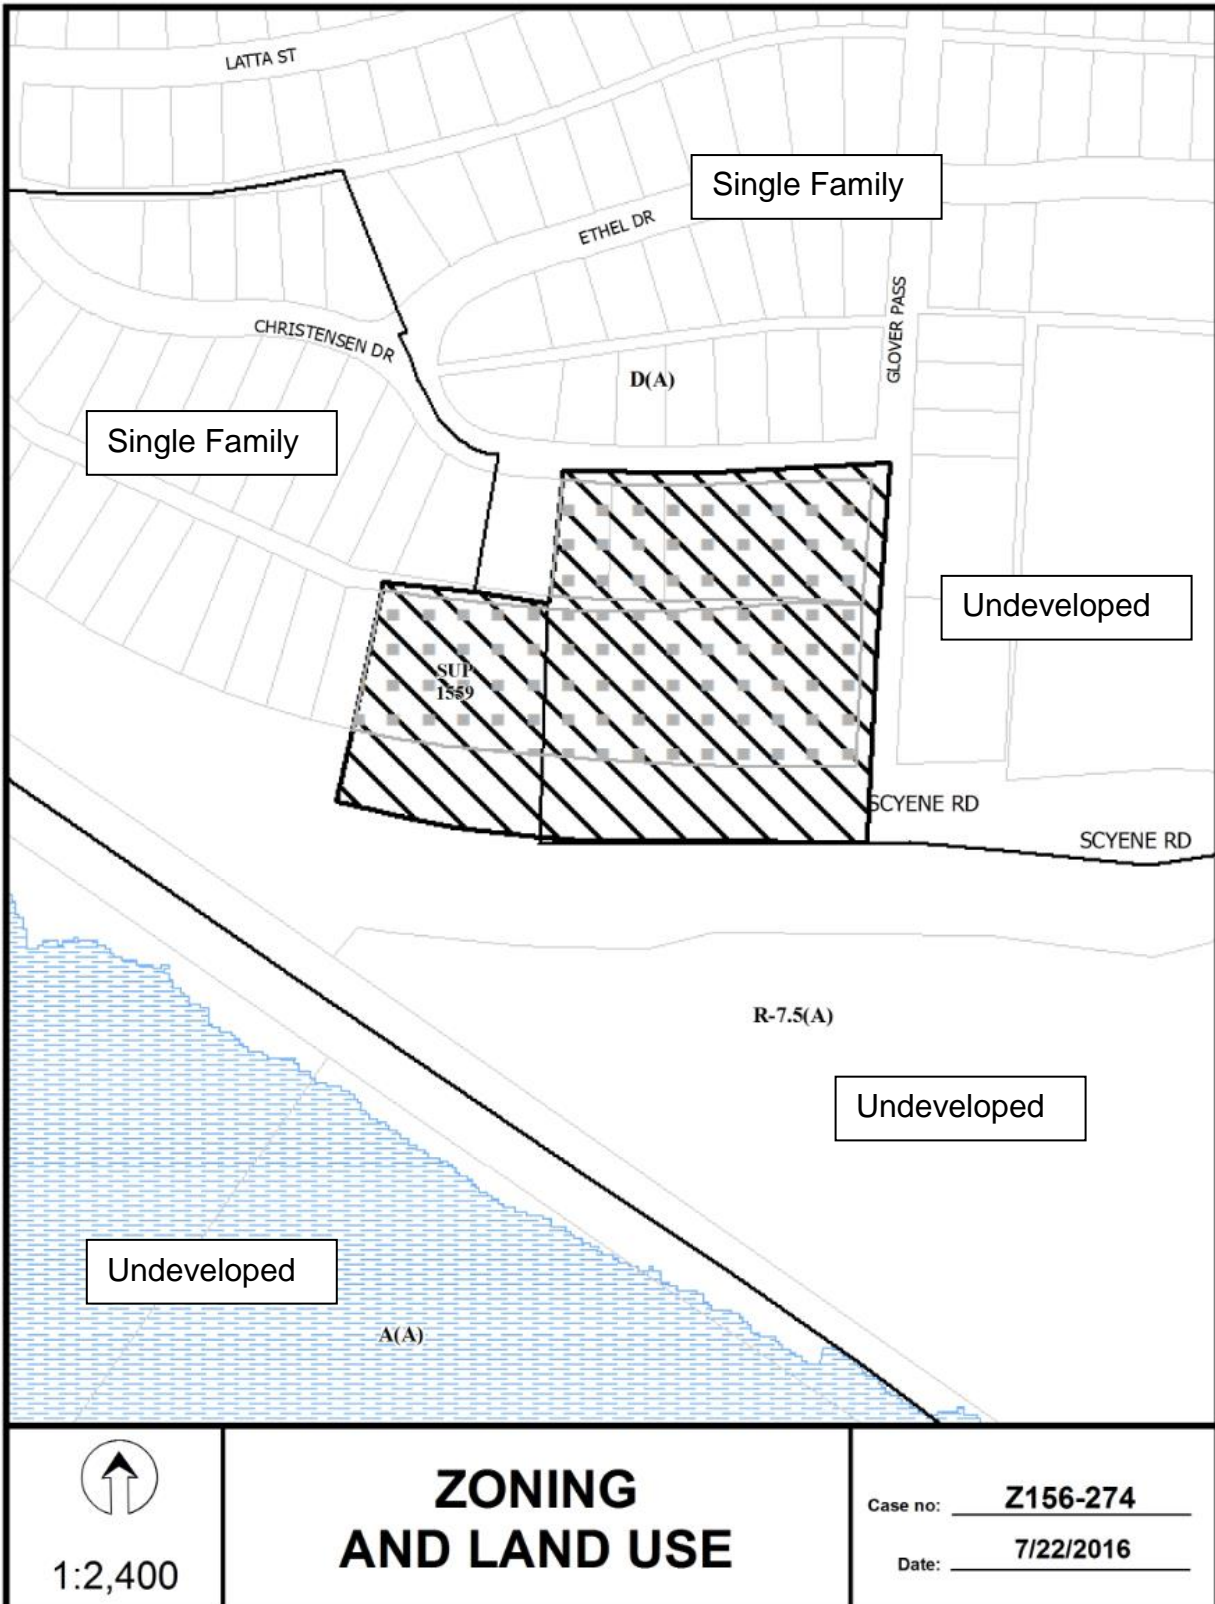 LATTA ST
Single Family
ETHEL DR
GLOVER PASS
CHRISTENSEN DR
D(A)
Single Family
Undeveloped
SUP
1559
SCYENE RD
SCYENE RD
R-7.5(A)
Undeveloped
Undeveloped
A(A)
1:2,400
ZONING
AND LAND USE
Case no: Z156-274
Date: 7/22/2016